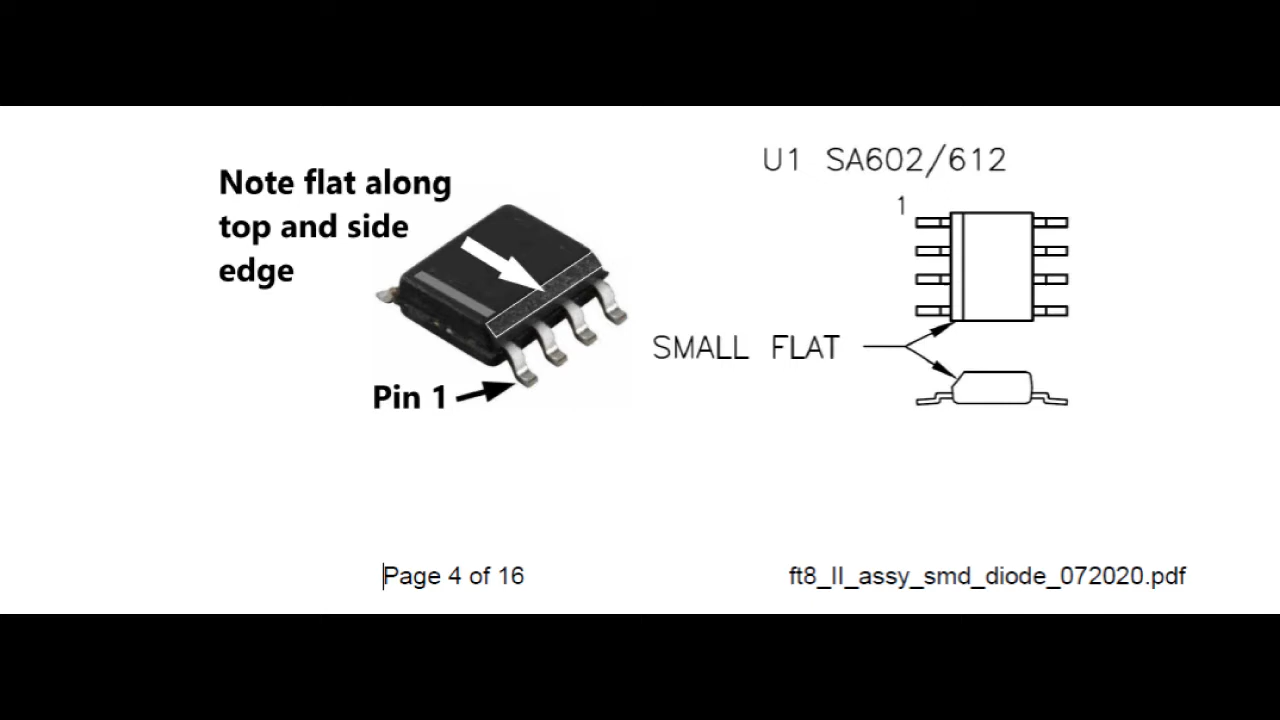 Note flat along
top and side
edge
Pin 1
U1 SA602/612
1
SMALL FLAT
Page 4 of 16
ft8_II_assy_smd_diode_072020.pdf